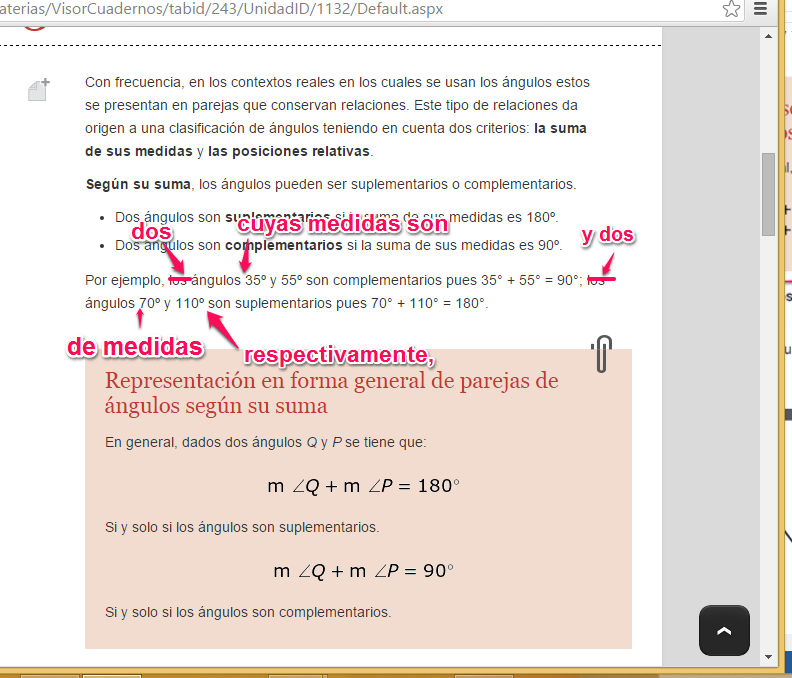 aterias/VisorCuadernos/tabid/243/UnidadID/1132/Default.aspx
Con frecuencia, en los contextos reales en los cuales se usan los ángulos estos
se presentan en parejas que conservan relaciones. Este tipo de relaciones da
origen a una clasificación de ángulos teniendo en cuenta dos criterios: la suma
de sus medidas y las posiciones relativas.
Según su suma, los ángulos pueden ser suplementarios o complementarios.
• Dos ángulos son suplementarios si la suma de sus medidas es 180º.
dos cuyas medidas son y dos
• Dos ángulos son complementarios si la suma de sus medidas es 90º.
Por ejemplo, los ángulos 35º y 55º son complementarios pues 35° + 55° = 90°; los
ángulos 70º y 110º son suplementarios pues 70° + 110° = 180°.
de medidas respectivamente,
Representación en forma general de parejas de
ángulos según su suma
En general, dados dos ángulos Q y P se tiene que:
m ∠Q + m ∠P = 180°
Si y solo si los ángulos son suplementarios.
m ∠Q + m ∠P = 90°
Si y solo si los ángulos son complementarios.